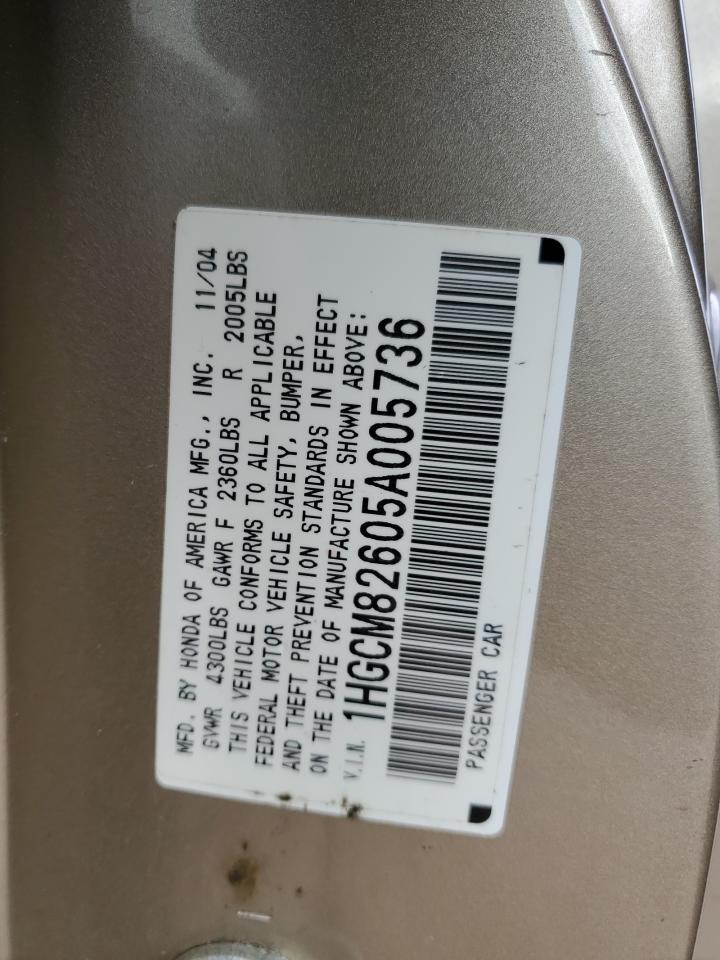 MFD. BY HONDA OF AMERICA MFG., INC. 11/04
GVWR 4300LBS GAWR F 2360LBS R 2005LBS
THIS VEHICLE CONFORMS TO ALL APPLICABLE
FEDERAL MOTOR VEHICLE SAFETY, BUMPER,
AND THEFT PREVENTION STANDARDS IN EFFECT
ON THE DATE OF MANUFACTURE SHOWN ABOVE:
V.I.N. 1HGCM82605A005736
PASSENGER CAR